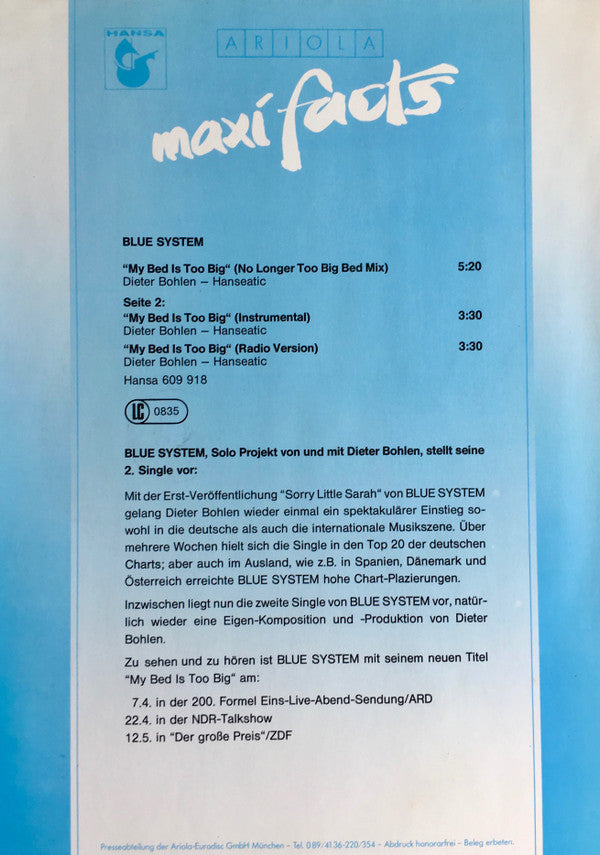 HANSA
ARIOLA
maxi facts
BLUE SYSTEM
“My Bed Is Too Big“ (No Longer Too Big Bed Mix) 5:20
Dieter Bohlen – Hanseatic
Seite 2:
“My Bed Is Too Big“ (Instrumental) 3:30
Dieter Bohlen – Hanseatic
“My Bed Is Too Big“ (Radio Version) 3:30
Dieter Bohlen – Hanseatic
Hansa 609 918
LC 0835
BLUE SYSTEM, Solo Projekt von und mit Dieter Bohlen, stellt seine
2. Single vor:
Mit der Erst-Veröffentlichung “Sorry Little Sarah“ von BLUE SYSTEM
gelang Dieter Bohlen wieder einmal ein spektakulärer Einstieg so-
wohl in die deutsche als auch die internationale Musikszene. Über
mehrere Wochen hielt sich die Single in den Top 20 der deutschen
Charts; aber auch im Ausland, wie z.B. in Spanien, Dänemark und
Österreich erreichte BLUE SYSTEM hohe Chart-Plazierungen.
Inzwischen liegt nun die zweite Single von BLUE SYSTEM vor, natür-
lich wieder eine Eigen-Komposition und -Produktion von Dieter
Bohlen.
Zu sehen und zu hören ist BLUE SYSTEM mit seinem neuen Titel
“My Bed Is Too Big“ am:
7.4. in der 200. Formel Eins-Live-Abend-Sendung/ARD
22.4. in der NDR-Talkshow
12.5. in “Der große Preis“/ZDF
Presseabteilung der Ariola-Eurodisc GmbH München – Tel. 0 89/41 36-220/354 – Abdruck honorarfrei – Beleg erbeten.